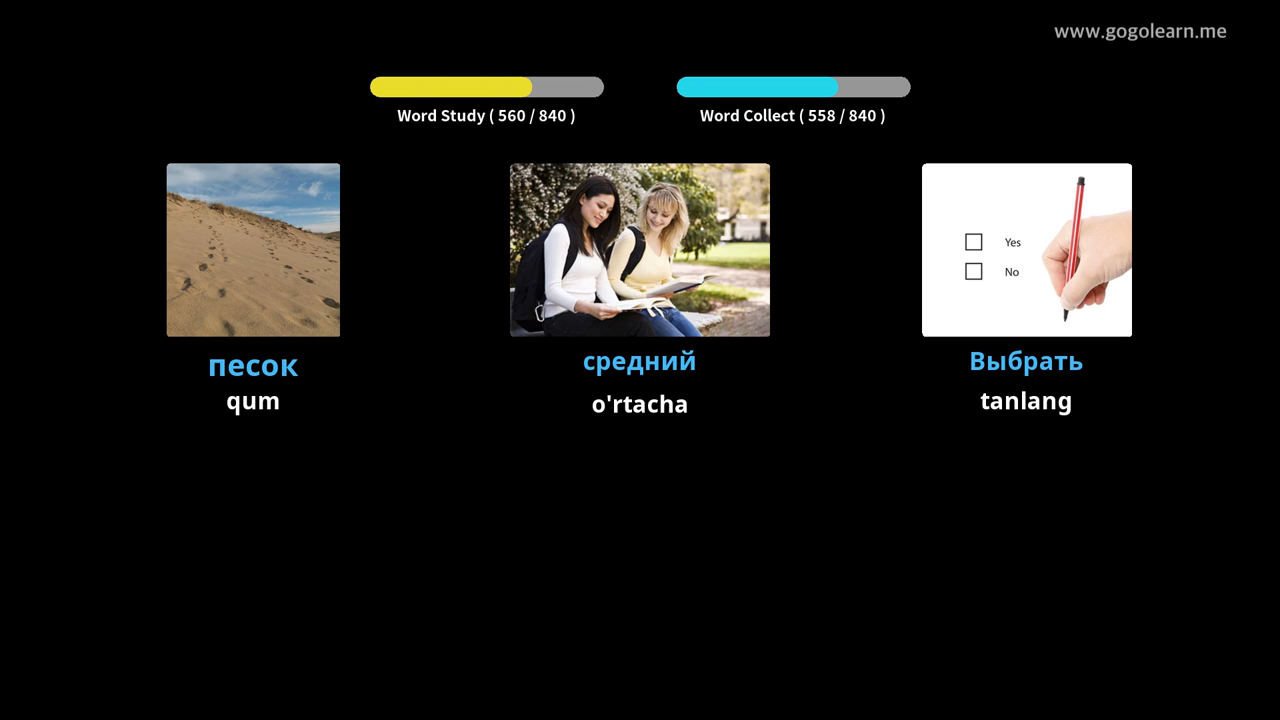 www.gogolearn.me
Word Study ( 560 / 840 )
Word Collect ( 558 / 840 )
Yes
No
песок
средний
Выбрать
qum
o'rtacha
tanlang